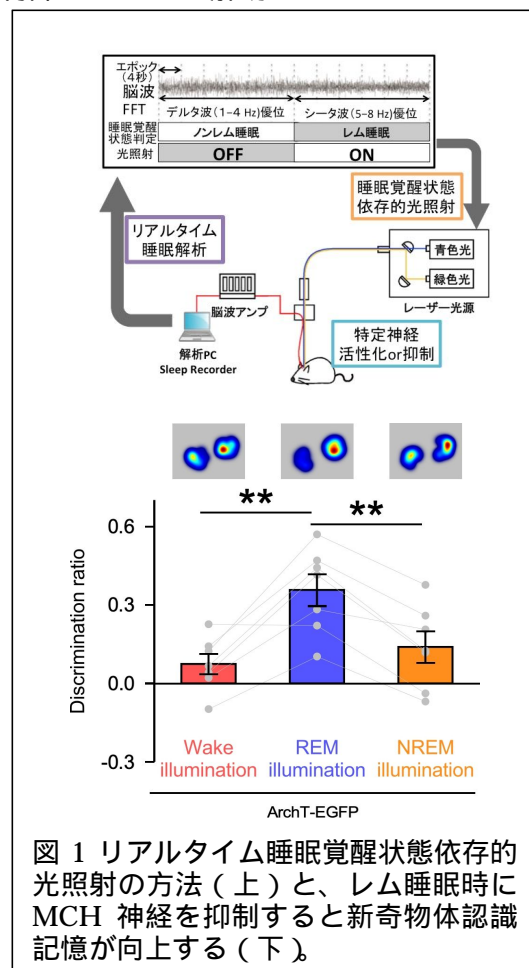 エポック
(4秒)
脳波
FFT
デルタ波(1-4 Hz)優位
シータ波(5-8 Hz)優位
睡眠覚醒
状態判定
ノンレム睡眠
レム睡眠
光照射
OFF
ON
睡眠覚醒状態
依存的光照射
リアルタイム
睡眠解析
青色光
緑色光
レーザー光源
脳波アンプ
解析PC
Sleep Recorder
特定神経
活性化or抑制
**
**
Discrimination ratio
0.6
0.3
0.0
-0.3
Wake
illumination
REM
illumination
NREM
illumination
ArchT-EGFP
図 1 リアルタイム睡眠覚醒状態依存的
光照射の方法(上)と、レム睡眠時に
MCH 神経を抑制すると新奇物体認識
記憶が向上する(下)。